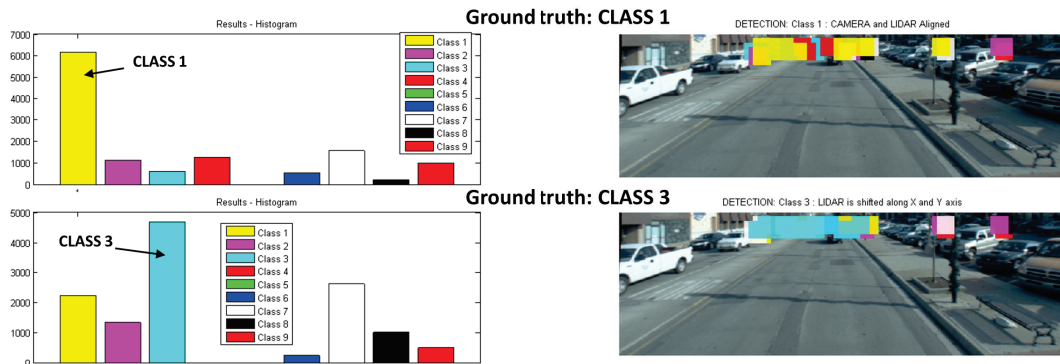 Ground truth: CLASS 1
Results - Histogram
7000
6000
5000
4000
3000
2000
1000
0
CLASS 1
Class 1
Class 2
Class 3
Class 4
Class 5
Class 6
Class 7
Class 8
Class 9
DETECTION: Class 1 : CAMERA and LIDAR Aligned
Ground truth: CLASS 3
Results - Histogram
5000
4000
3000
2000
1000
0
CLASS 3
Class 1
Class 2
Class 3
Class 4
Class 5
Class 6
Class 7
Class 8
Class 9
DETECTION: Class 3 : LIDAR is shifted along X and Y axis